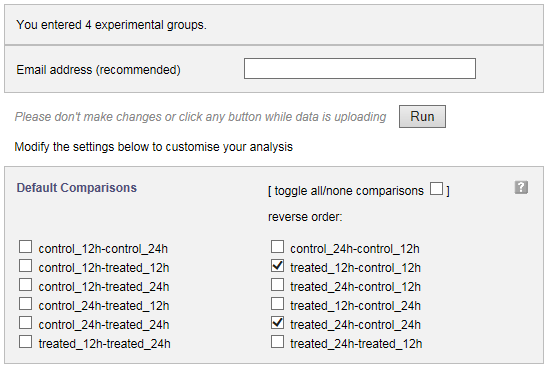 You entered 4 experimental groups.
Email address (recommended)
Please don't make changes or click any button while data is uploading Run
Modify the settings below to customise your analysis
Default Comparisons [ toggle all/none comparisons ] ?
reverse order:
control_12h-control_24h control_24h-control_12h
control_12h-treated_12h treated_12h-control_12h
control_12h-treated_24h treated_24h-control_12h
control_24h-treated_12h treated_12h-control_24h
control_24h-treated_24h treated_24h-control_24h
treated_12h-treated_24h treated_24h-treated_12h